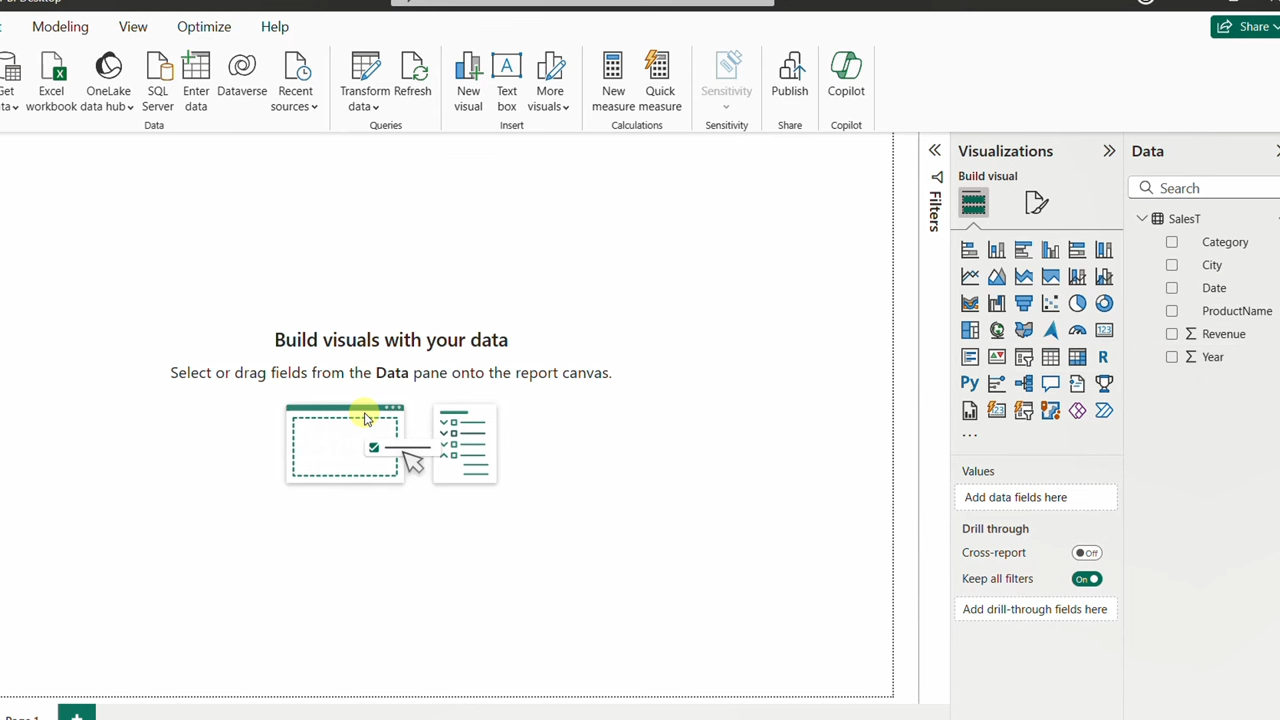 Modeling View Optimize Help
Share
Excel workbook
OneLake data hub
SQL Server
Enter data
Dataverse
Recent sources
Data
Transform data
Refresh
Queries
New visual
Text box
More visuals
Insert
New measure
Quick measure
Calculations
Sensitivity
Sensitivity
Publish
Share
Copilot
Copilot
Build visuals with your data
Select or drag fields from the Data pane onto the report canvas.
Filters
Visualizations
Build visual
123
R
Py
Values
Add data fields here
Drill through
Cross-report
Off
Keep all filters
On
Add drill-through fields here
Data
Search
SalesT
Category
City
Date
ProductName
Σ Revenue
Σ Year